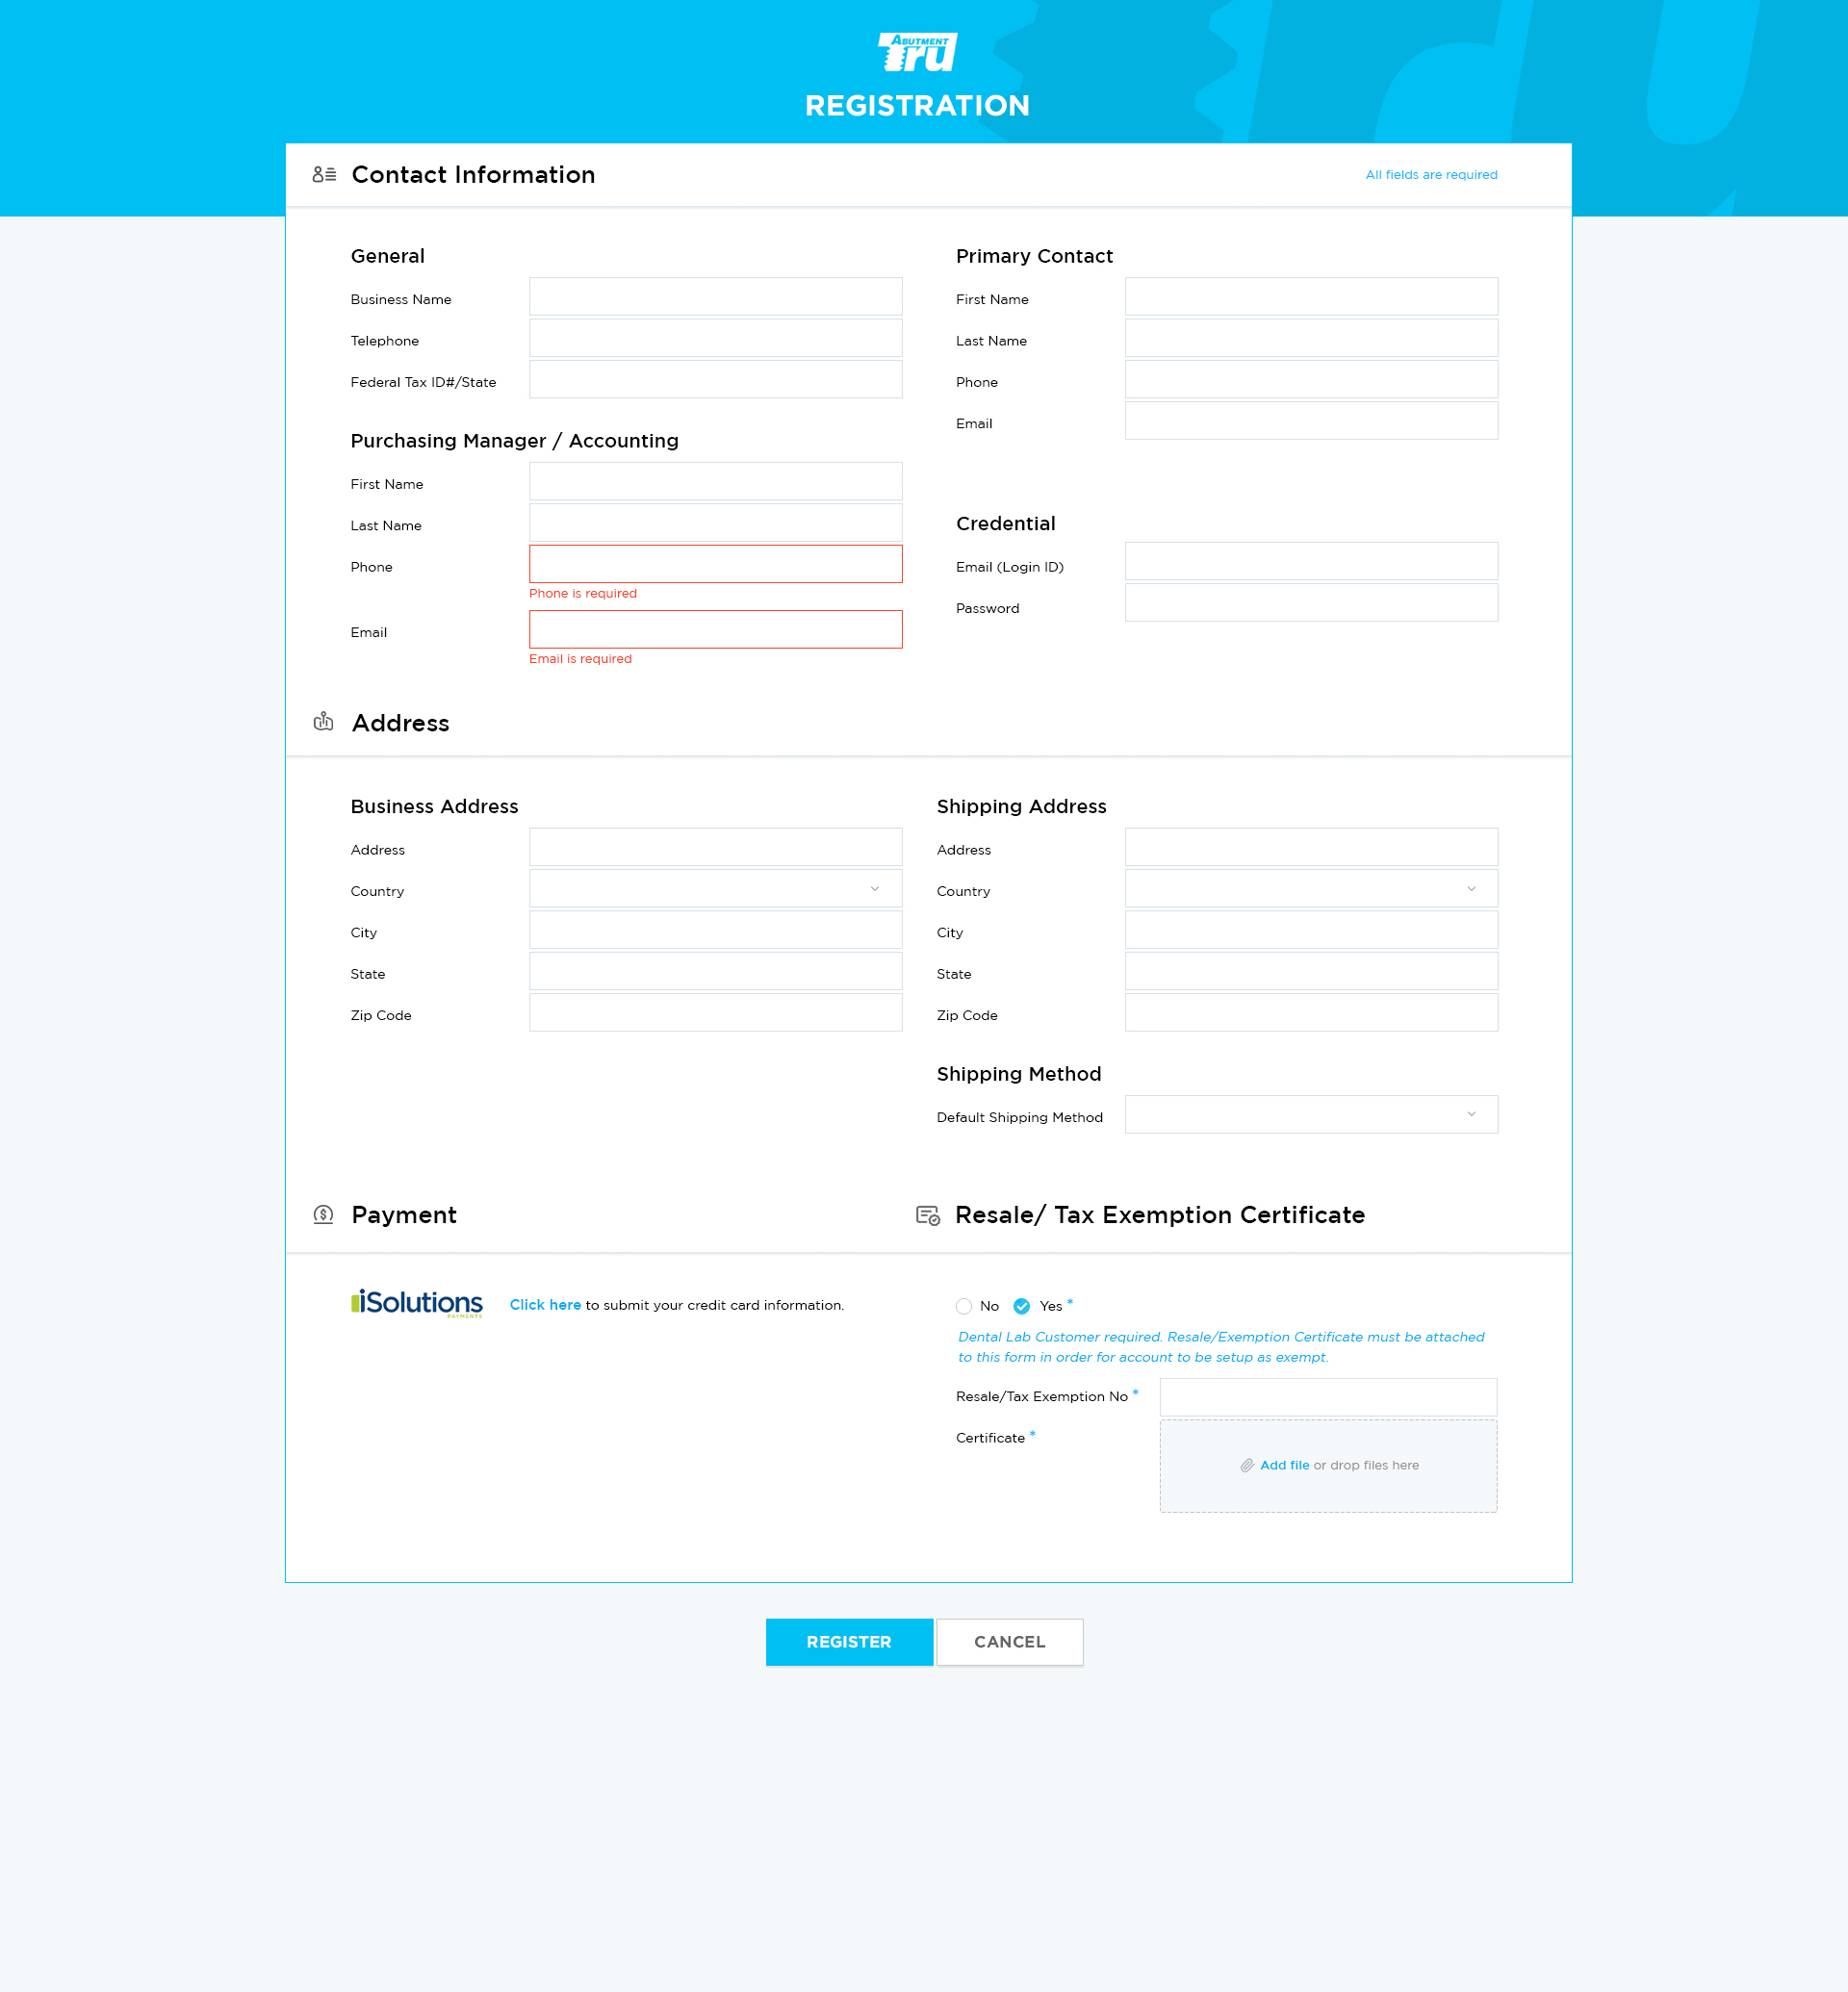 ABUTMENT
Tru
REGISTRATION
Contact Information
All fields are required
General
Business Name
Telephone
Federal Tax ID#/State
Purchasing Manager / Accounting
First Name
Last Name
Phone
Phone is required
Email
Email is required
Primary Contact
First Name
Last Name
Phone
Email
Credential
Email (Login ID)
Password
Address
Business Address
Address
Country
City
State
Zip Code
Shipping Address
Address
Country
City
State
Zip Code
Shipping Method
Default Shipping Method
Payment
iSolutions
PAYMENTS
Click here to submit your credit card information.
Resale/ Tax Exemption Certificate
No Yes *
Dental Lab Customer required. Resale/Exemption Certificate must be attached
to this form in order for account to be setup as exempt.
Resale/Tax Exemption No *
Certificate *
Add file or drop files here
REGISTER CANCEL